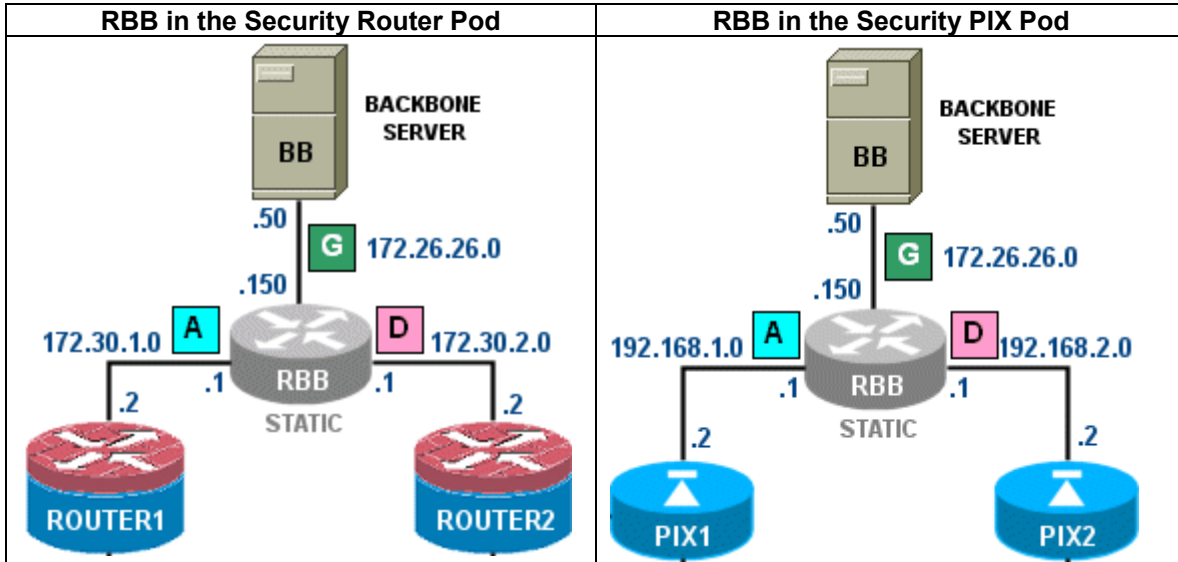 RBB in the Security Router Pod
BACKBONE
SERVER
BB
.50
G 172.26.26.0
.150
172.30.1.0 A
D 172.30.2.0
RBB
.1
.1
STATIC
.2
.2
ROUTER1
ROUTER2
RBB in the Security PIX Pod
BACKBONE
SERVER
BB
.50
G 172.26.26.0
.150
192.168.1.0 A
D 192.168.2.0
RBB
.1
.1
STATIC
.2
.2
PIX1
PIX2